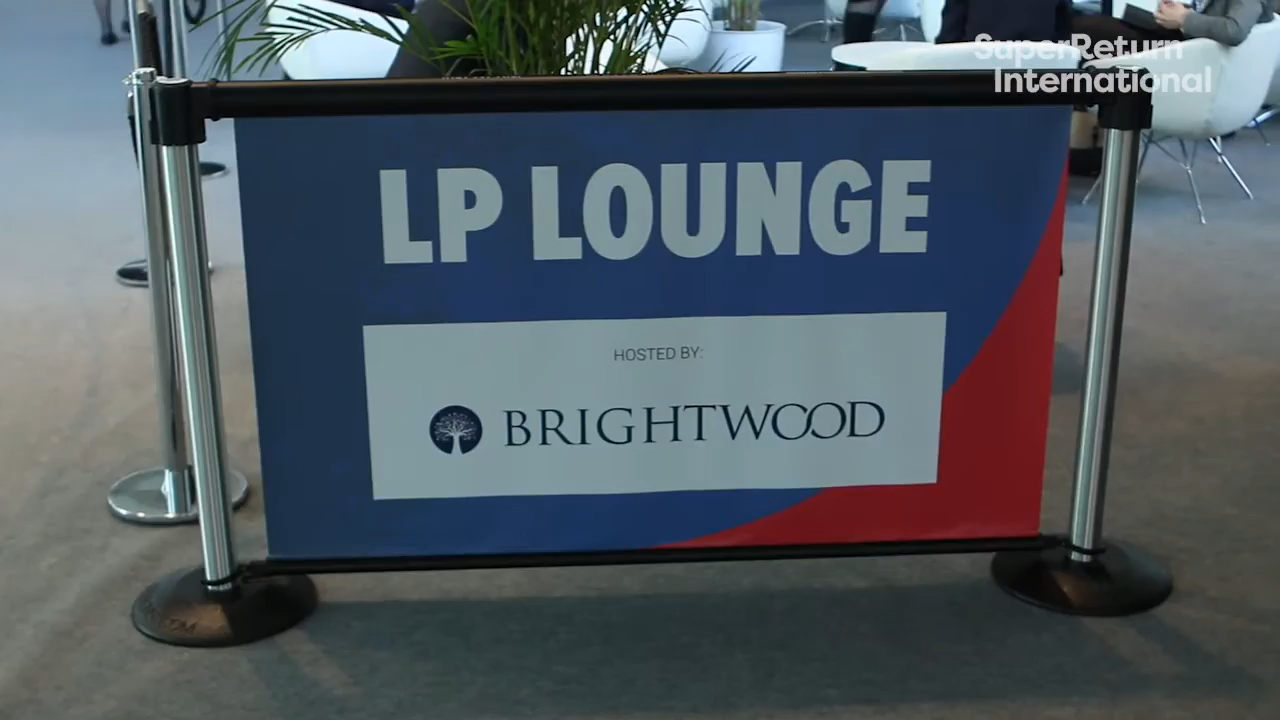 SuperReturn
International
LP LOUNGE
HOSTED BY:
BRIGHTWOOD